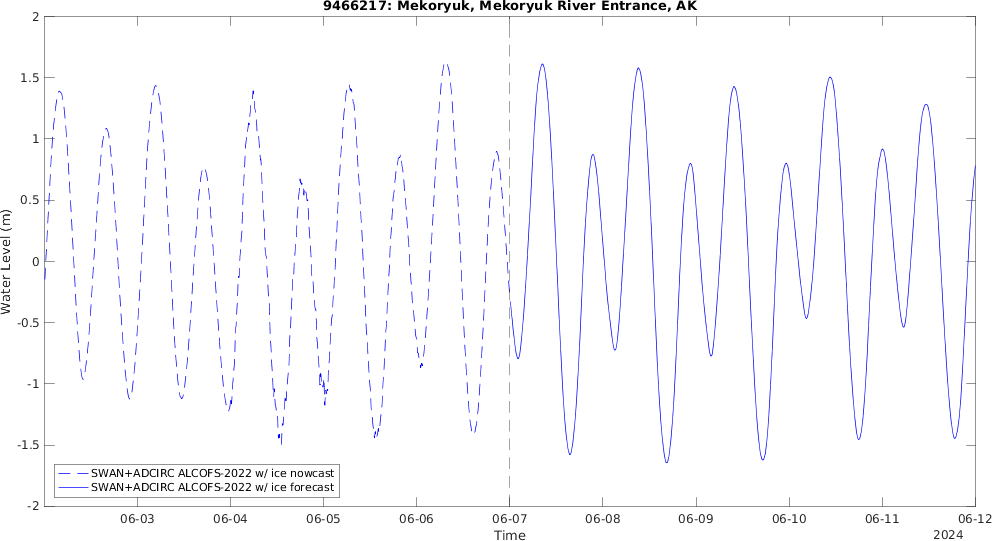 9466217: Mekoryuk, Mekoryuk River Entrance, AK
2
1.5
1
0.5
0
-0.5
-1
-1.5
-2
Water Level (m)
SWAN+ADCIRC ALCOFS-2022 w/ ice nowcast
SWAN+ADCIRC ALCOFS-2022 w/ ice forecast
06-03 06-04 06-05 06-06 06-07 06-08 06-09 06-10 06-11 06-12
Time
2024